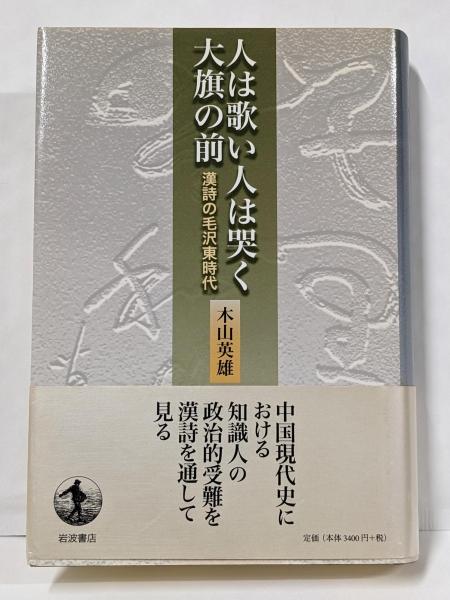 人は歌い人は哭く
大旗の前
漢詩の毛沢東時代
木山英雄
中国現代史に
おける
知識人の
政治的受難を
漢詩を通して
見る
岩波書店
定価（本体3400円+税）